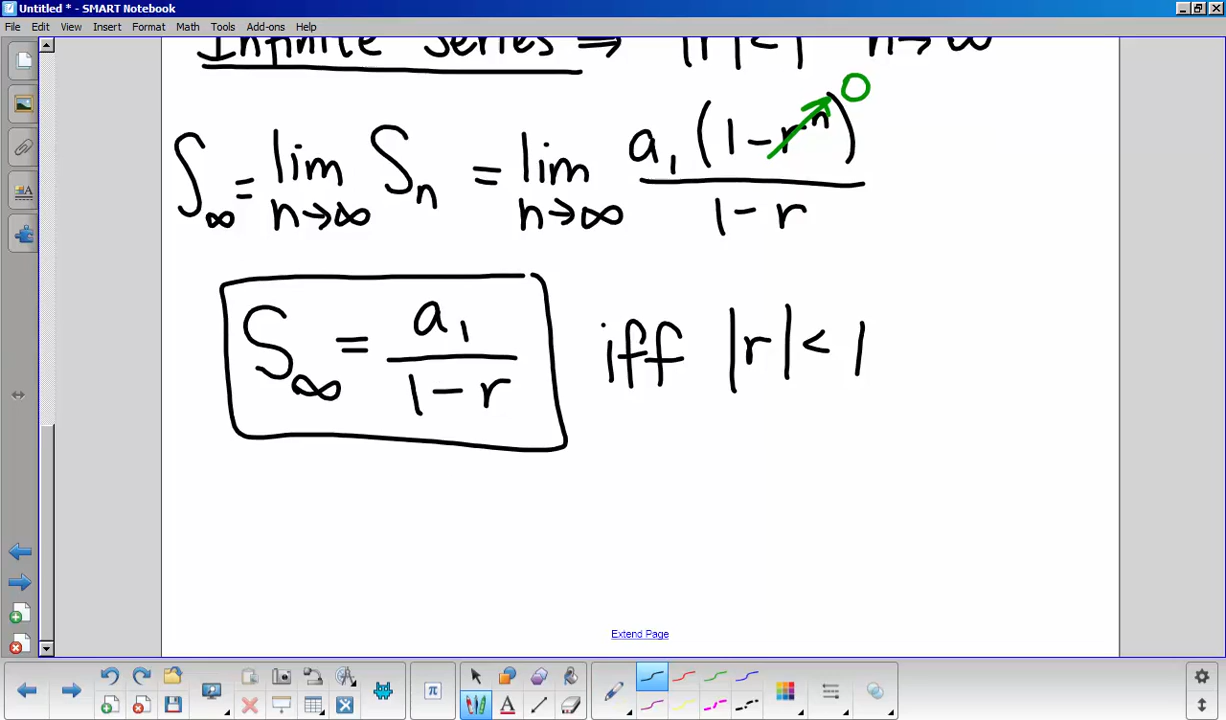 Untitled * - SMART Notebook
File Edit View Insert Format Math Tools Add-ons Help
Infinite Series ⇒ |r| < 1 n→∞
S∞ = lim n→∞ Sn = lim n→∞ a₁(1 - rⁿ) / 1 - r
0
S∞ = a₁ / 1 - r iff |r| < 1
Extend Page
π
A